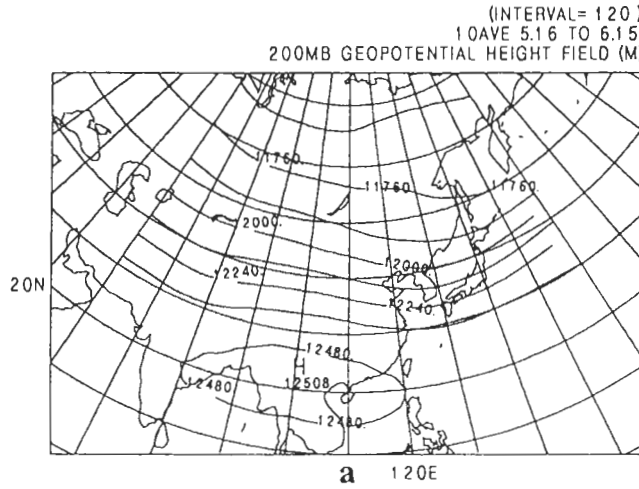 (INTERVAL= 120)
10AVE 5.16 TO 6.15
200MB GEOPOTENTIAL HEIGHT FIELD (M
11760.
11760.
11760.
2000.
12000.
12240.
12240.
20N
12480.
H
12508
12480.
12480.
a
120E